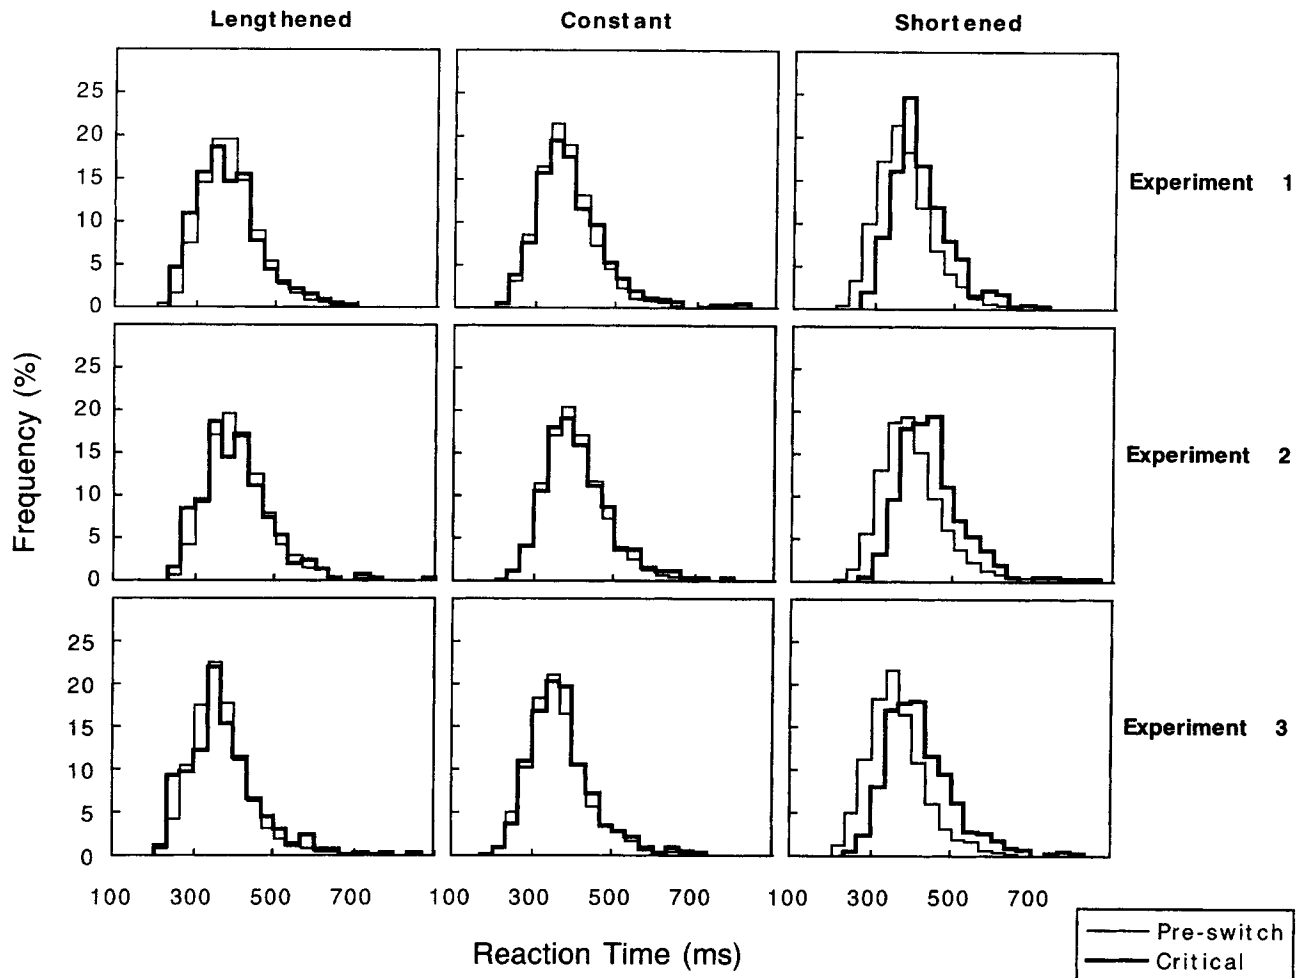 Lengthened Constant Shortened
25
20
15
10
5
0
Experiment 1
25
20
15
10
5
0
Experiment 2
25
20
15
10
5
0
Experiment 3
Frequency (%)
100 300 500 700 100 300 500 700 100 300 500 700
Reaction Time (ms)
Pre-switch
Critical